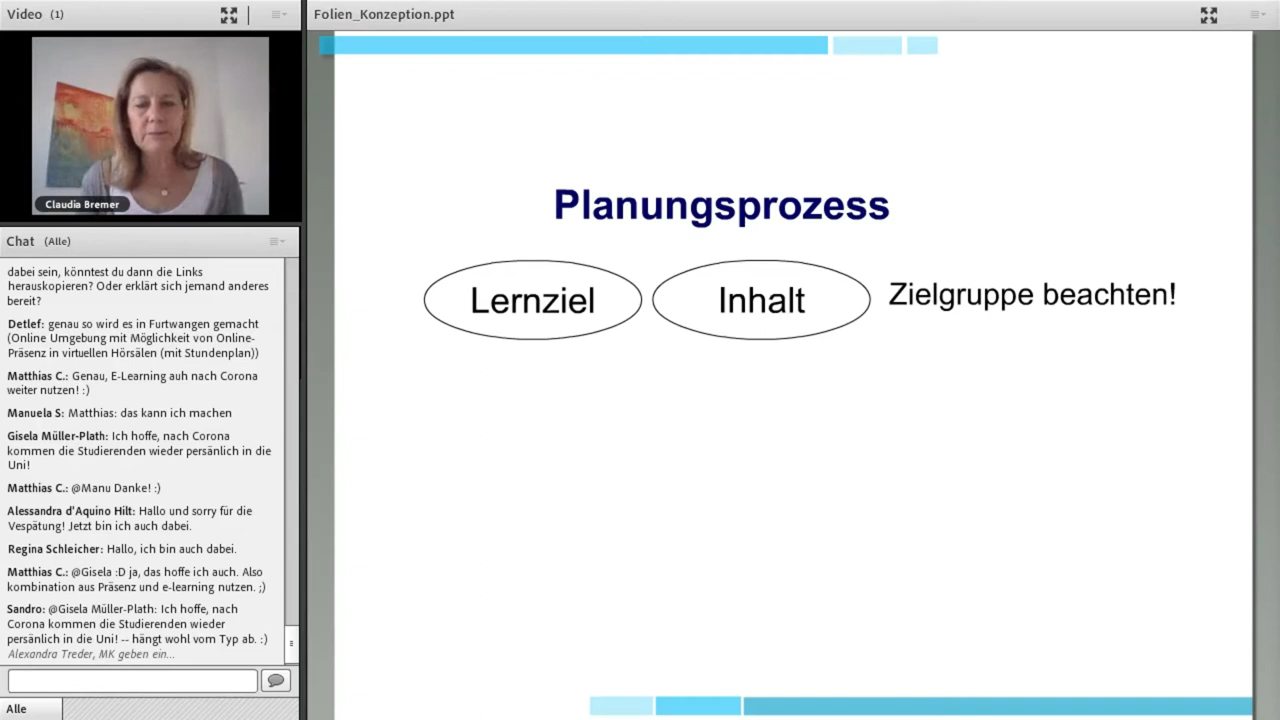 Video (1)
Claudia Bremer
Chat (Alle)
dabei sein, könntest du dann die Links
herauskopieren? Oder erklärt sich jemand anderes
bereit?
Detlef: genau so wird es in Furtwangen gemacht
(Online Umgebung mit Möglichkeit von Online-
Präsenz in virtuellen Hörsälen (mit Stundenplan))
Matthias C.: Genau, E-Learning auh nach Corona
weiter nutzen! :)
Manuela S: Matthias: das kann ich machen
Gisela Müller-Plath: Ich hoffe, nach Corona
kommen die Studierenden wieder persänlich in die
Uni!
Matthias C.: @Manu Danke! :)
Alessandra d'Aquino Hilt: Hallo und sorry für die
Vespätung! Jetzt bin ich auch dabei.
Regina Schleicher: Hallo, ich bin auch dabei.
Matthias C.: @Gisela :D ja, das hoffe ich auch. Also
kombination aus Präsenz und e-learning nutzen. ;)
Sandro: @Gisela Müller-Plath: Ich hoffe, nach
Corona kommen die Studierenden wieder
persänlich in die Uni! -- hängt wohl vom Typ ab. :)
Alexandra Treder, MK geben ein...
Alle
Folien_Konzeption.ppt
Planungsprozess
Lernziel
Inhalt
Zielgruppe beachten!